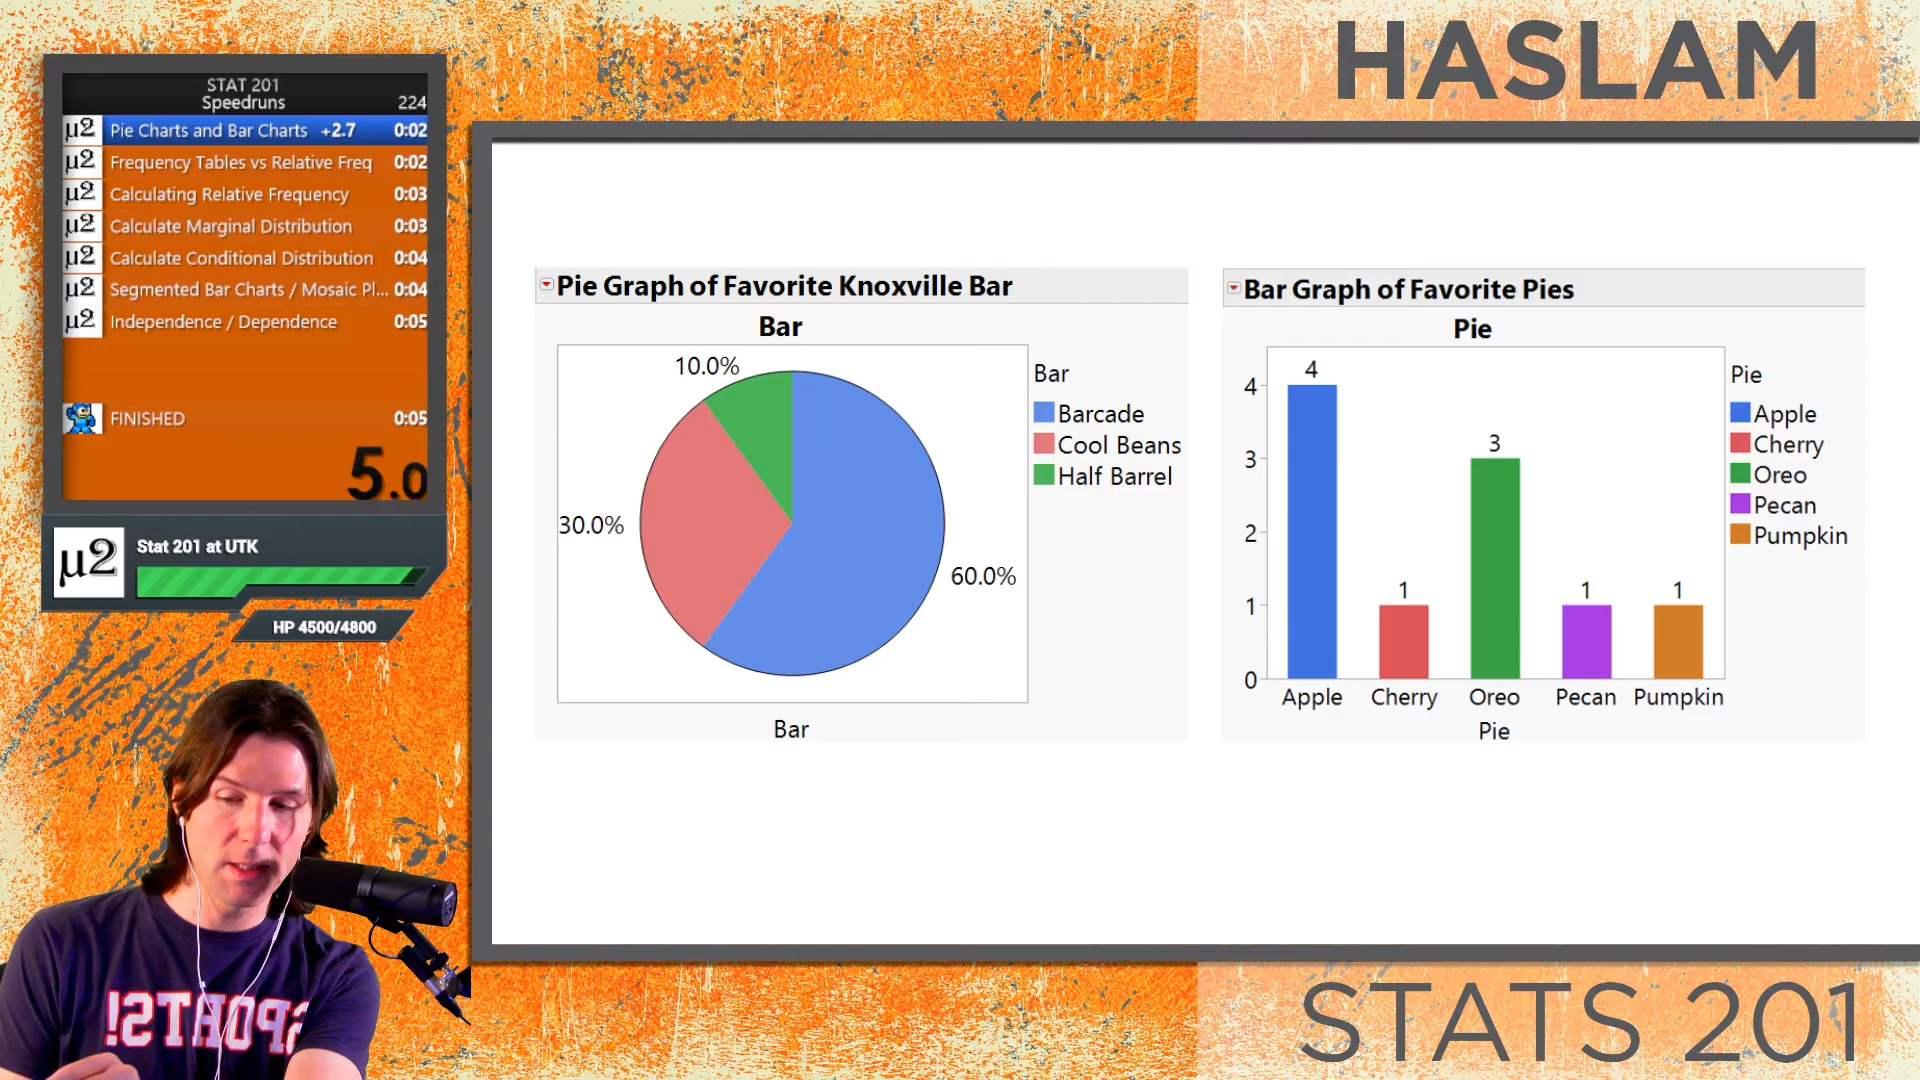 HASLAM
STAT 201
Speedruns 224
μ2 Pie Charts and Bar Charts +2.7 0:02
μ2 Frequency Tables vs Relative Freq 0:02
μ2 Calculating Relative Frequency 0:03
μ2 Calculate Marginal Distribution 0:03
μ2 Calculate Conditional Distribution 0:04
μ2 Segmented Bar Charts / Mosaic Pl... 0:04
μ2 Independence / Dependence 0:05
FINISHED 0:05
5.0
μ2 Stat 201 at UTK
HP 4500/4800
SPORTS!
Pie Graph of Favorite Knoxville Bar
Bar
10.0%
30.0%
60.0%
Bar
Bar
Barcade
Cool Beans
Half Barrel
Bar Graph of Favorite Pies
Pie
4
3
2
1
0
4
1
3
1
1
Apple Cherry Oreo Pecan Pumpkin
Pie
Pie
Apple
Cherry
Oreo
Pecan
Pumpkin
STATS 201